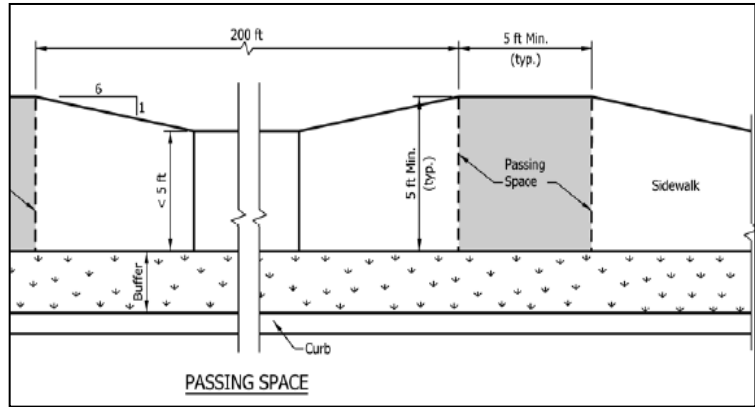 200 ft
5 ft Min.
(typ.)
6
1
< 5 ft
5 ft Min.
(typ.)
Passing
Space
Sidewalk
Buffer
Curb
PASSING SPACE